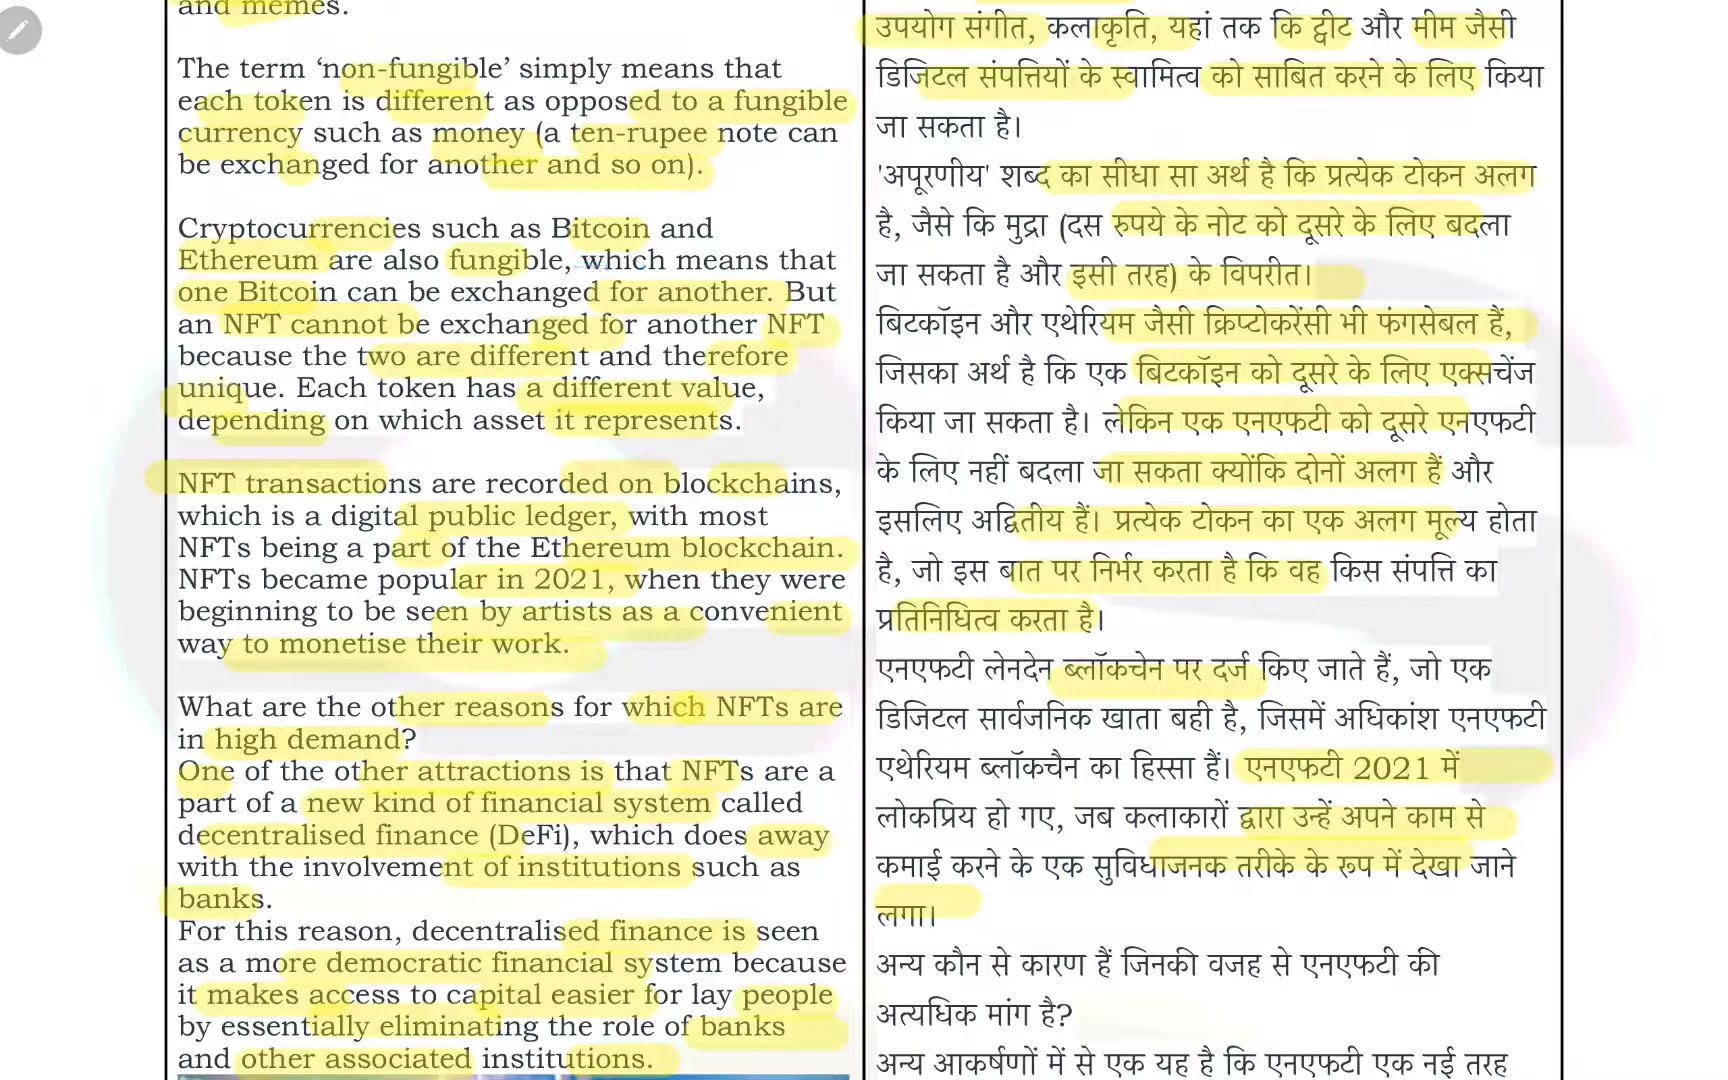 and memes.
The term ‘non-fungible’ simply means that
each token is different as opposed to a fungible
currency such as money (a ten-rupee note can
be exchanged for another and so on).
Cryptocurrencies such as Bitcoin and
Ethereum are also fungible, which means that
one Bitcoin can be exchanged for another. But
an NFT cannot be exchanged for another NFT
because the two are different and therefore
unique. Each token has a different value,
depending on which asset it represents.
NFT transactions are recorded on blockchains,
which is a digital public ledger, with most
NFTs being a part of the Ethereum blockchain.
NFTs became popular in 2021, when they were
beginning to be seen by artists as a convenient
way to monetise their work.
What are the other reasons for which NFTs are
in high demand?
One of the other attractions is that NFTs are a
part of a new kind of financial system called
decentralised finance (DeFi), which does away
with the involvement of institutions such as
banks.
For this reason, decentralised finance is seen
as a more democratic financial system because
it makes access to capital easier for lay people
by essentially eliminating the role of banks
and other associated institutions.
उपयोग संगीत, कलाकृति, यहां तक कि ट्वीट और मीम जैसी
डिजिटल संपत्तियों के स्वामित्व को साबित करने के लिए किया
जा सकता है।
'अपूरणीय' शब्द का सीधा सा अर्थ है कि प्रत्येक टोकन अलग
है, जैसे कि मुद्रा (दस रुपये के नोट को दूसरे के लिए बदला
जा सकता है और इसी तरह) के विपरीत।
बिटकॉइन और एथेरियम जैसी क्रिप्टोकरेंसी भी फंगसेबल हैं,
जिसका अर्थ है कि एक बिटकॉइन को दूसरे के लिए एक्सचेंज
किया जा सकता है। लेकिन एक एनएफटी को दूसरे एनएफटी
के लिए नहीं बदला जा सकता क्योंकि दोनों अलग हैं और
इसलिए अद्वितीय हैं। प्रत्येक टोकन का एक अलग मूल्य होता
है, जो इस बात पर निर्भर करता है कि वह किस संपत्ति का
प्रतिनिधित्व करता है।
एनएफटी लेनदेन ब्लॉकचेन पर दर्ज किए जाते हैं, जो एक
डिजिटल सार्वजनिक खाता बही है, जिसमें अधिकांश एनएफटी
एथेरियम ब्लॉकचैन का हिस्सा हैं। एनएफटी 2021 में
लोकप्रिय हो गए, जब कलाकारों द्वारा उन्हें अपने काम से
कमाई करने के एक सुविधाजनक तरीके के रूप में देखा जाने
लगा।
अन्य कौन से कारण हैं जिनकी वजह से एनएफटी की
अत्यधिक मांग है?
अन्य आकर्षणों में से एक यह है कि एनएफटी एक नई तरह